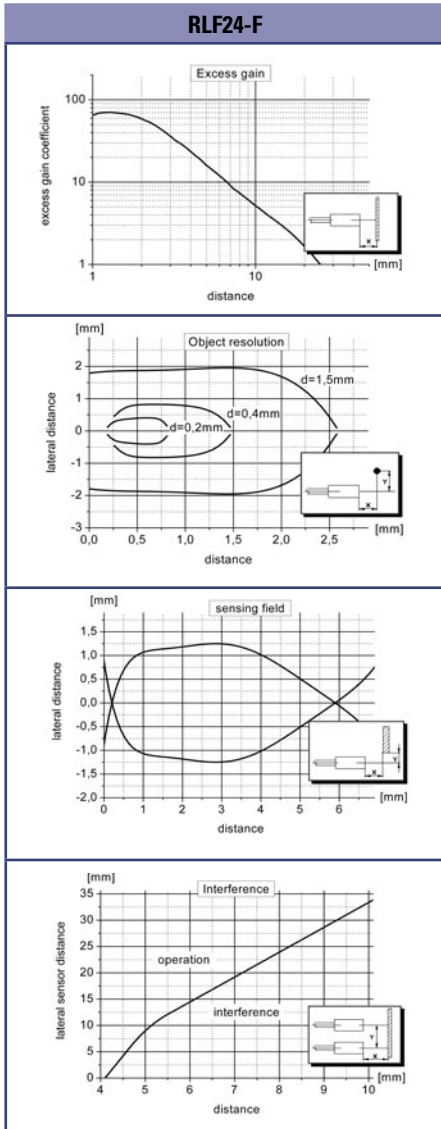 RLF24-F
Excess gain
excess gain coefficient
100
10
1
1
10
[mm]
x
distance
[mm]
Object resolution
lateral distance
2
1
0
-1
-2
-3
d=1,5mm
d=0,4mm
d=0,2mm
Y
x
0,0
0,5
1,0
1,5
2,0
2,5
[mm]
distance
[mm]
sensing field
lateral distance
1,5
1,0
0,5
0,0
-0,5
-1,0
-1,5
-2,0
Y
x
0
1
2
3
4
5
6
[mm]
distance
[mm]
Interference
lateral sensor distance
35
30
25
20
15
10
5
0
operation
interference
Y
x
4
5
6
7
8
9
10
[mm]
distance